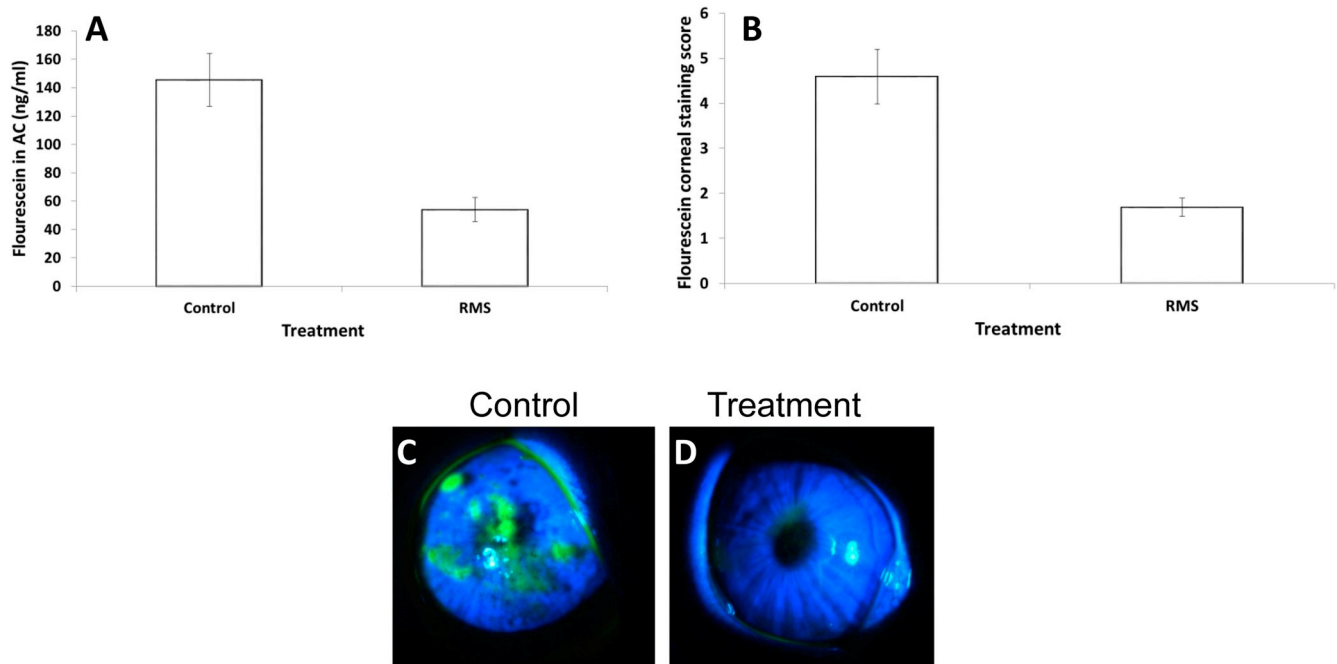 A
Flourescein in AC (ng/ml)
180
160
140
120
100
80
60
40
20
0
Control
RMS
Treatment
B
Flourescein corneal staining score
6
5
4
3
2
1
0
Control
RMS
Treatment
Control
Treatment
C
D